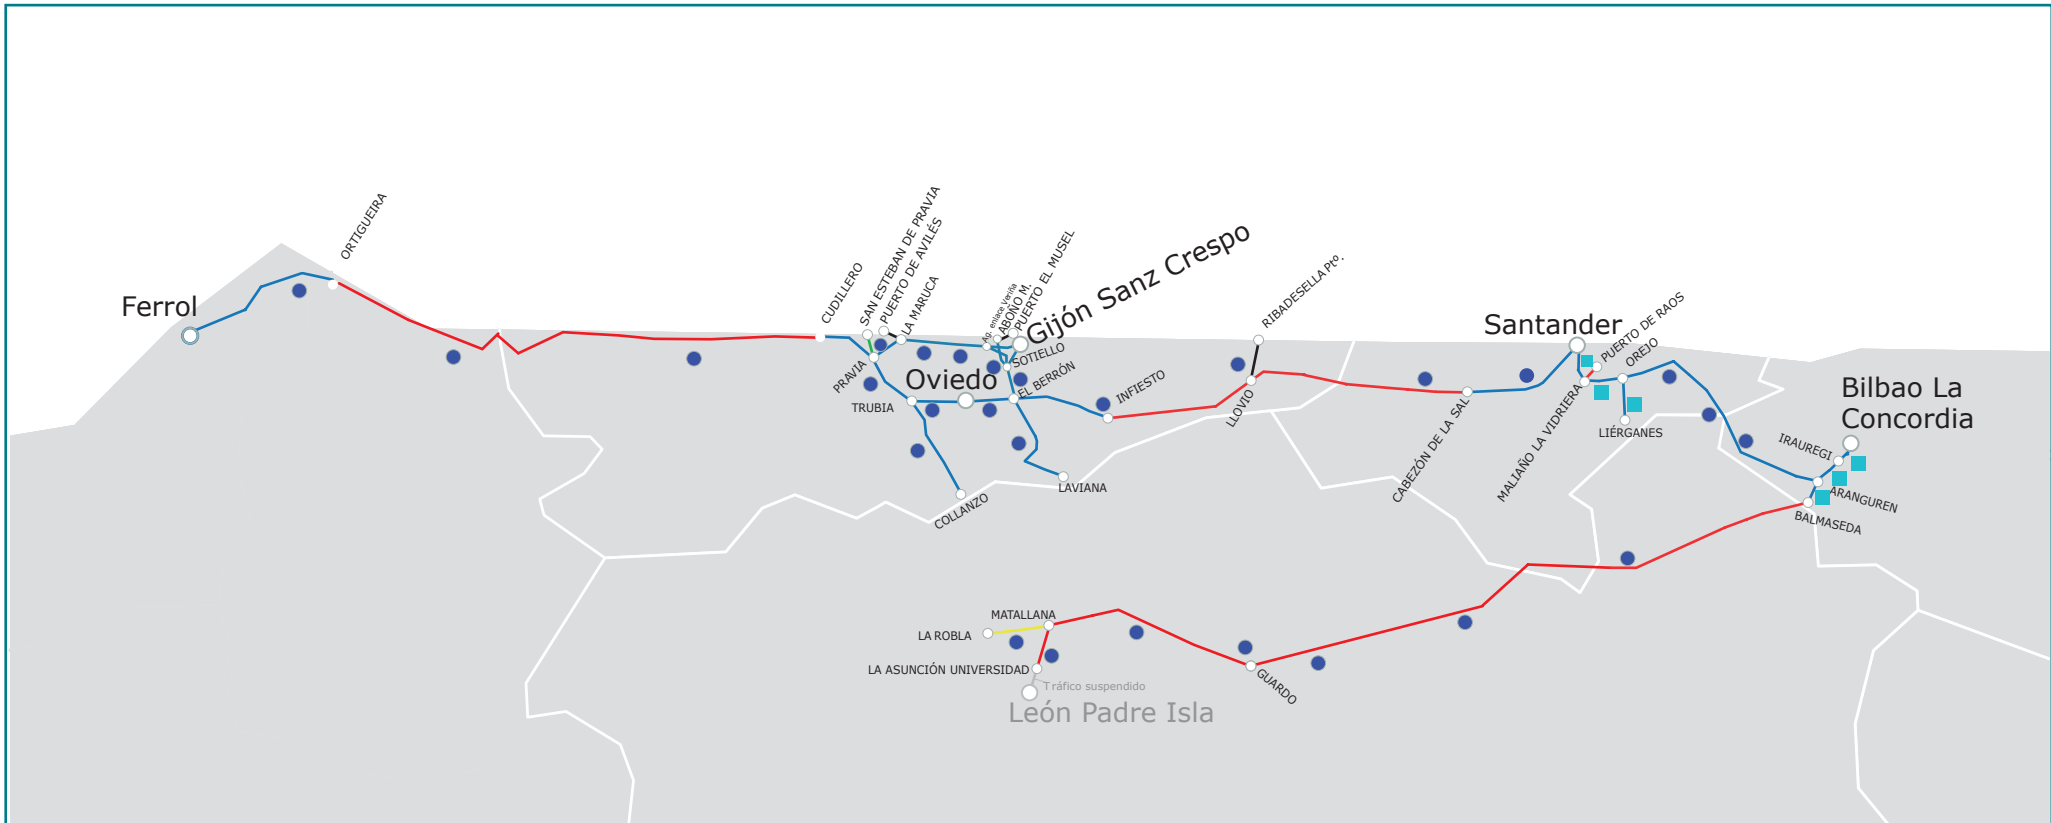 Ferrol
ORTIGUEIRA
CUDILLERO
SAN ESTEBAN DE PRAVIA
PUERTO DE AVILÉS
LA MARUCA
Ag. enlace Veriña
ABOÑO M.
PUERTO EL MUSEL
Gijón Sanz Crespo
SOTIELLO
PRAVIA
Oviedo
EL BERRÓN
TRUBIA
INFIESTO
COLLANZO
LAVIANA
RIBADESELLA Pto.
LLOVIO
Santander
PUERTO DE RAOS
OREJO
CABEZÓN DE LA SAL
MALIAÑO LA VIDRIERA
LIÉRGANES
Bilbao La
Concordia
IRAUREGI
ARANGUREN
BALMASEDA
MATALLANA
LA ROBLA
LA ASUNCIÓN UNIVERSIDAD
Tráfico suspendido
León Padre Isla
GUARDO